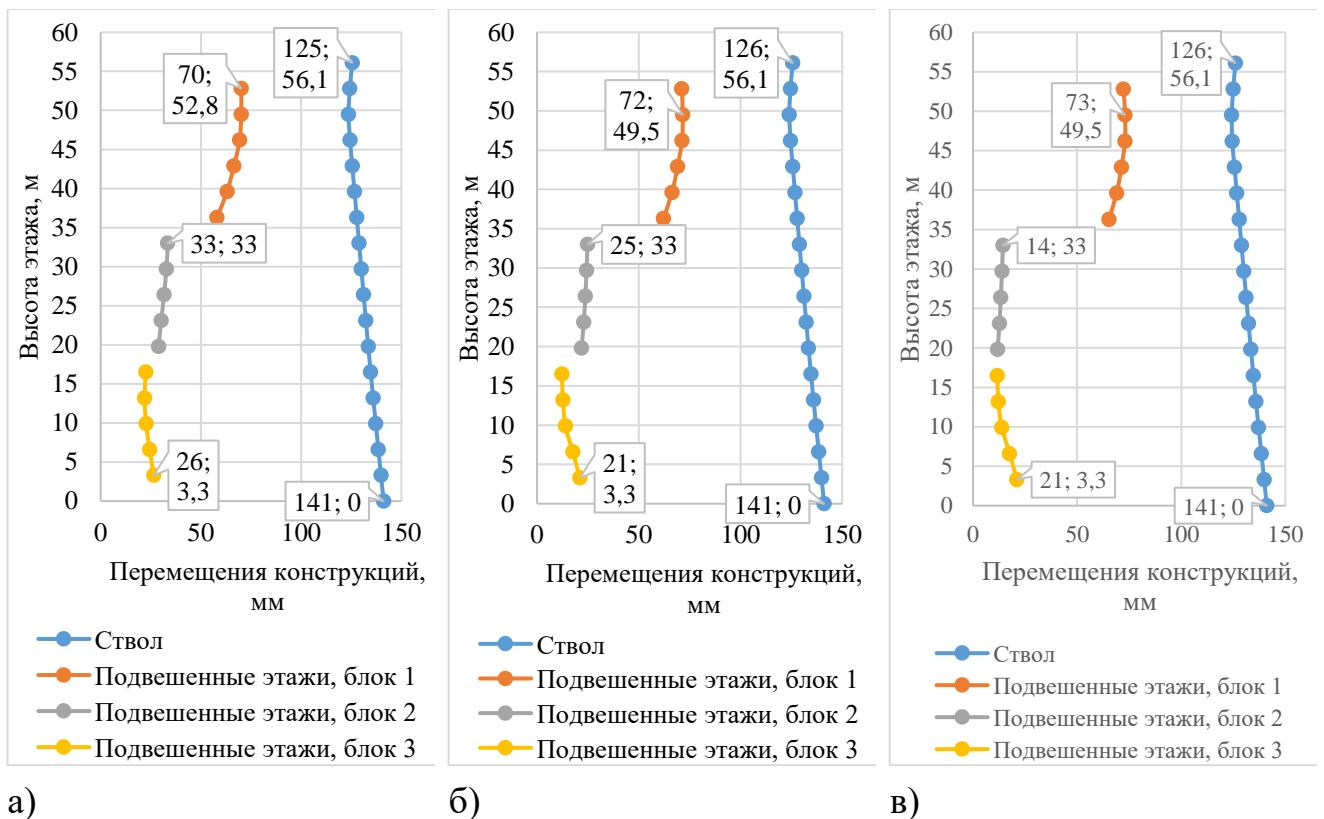 60
55
50
45
40
35
30
25
20
15
10
5
0
Высота этажа, м
125;
56,1
70;
52,8
33; 33
26;
3,3
141; 0
0 50 100 150
Перемещения конструкций,
мм
Ствол
Подвешенные этажи, блок 1
Подвешенные этажи, блок 2
Подвешенные этажи, блок 3
а)
60
55
50
45
40
35
30
25
20
15
10
5
0
Высота этажа, м
126;
56,1
72;
49,5
25; 33
21;
3,3
141; 0
0 50 100 150
Перемещения конструкций,
мм
Ствол
Подвешенные этажи, блок 1
Подвешенные этажи, блок 2
Подвешенные этажи, блок 3
б)
60
55
50
45
40
35
30
25
20
15
10
5
0
Высота этажа, м
126;
56,1
73;
49,5
14; 33
21; 3,3
141; 0
0 50 100 150
Перемещения конструкций,
мм
Ствол
Подвешенные этажи, блок 1
Подвешенные этажи, блок 2
Подвешенные этажи, блок 3
в)